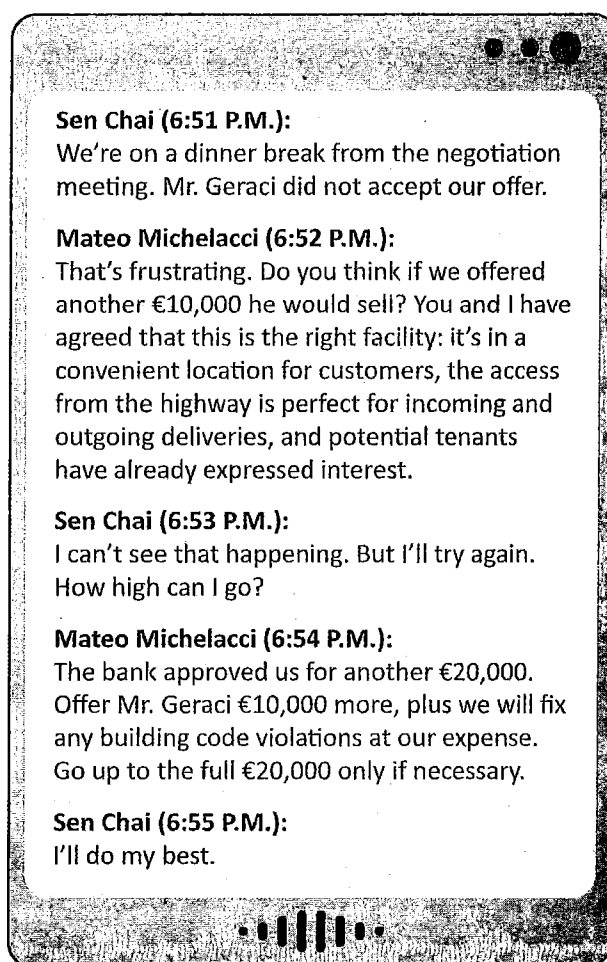 Sen Chai (6:51 P.M.):
We're on a dinner break from the negotiation
meeting. Mr. Geraci did not accept our offer.
Mateo Michelacci (6:52 P.M.):
That's frustrating. Do you think if we offered
another €10,000 he would sell? You and I have
agreed that this is the right facility: it's in a
convenient location for customers, the access
from the highway is perfect for incoming and
outgoing deliveries, and potential tenants
have already expressed interest.
Sen Chai (6:53 P.M.):
I can't see that happening. But I'll try again.
How high can I go?
Mateo Michelacci (6:54 P.M.):
The bank approved us for another €20,000.
Offer Mr. Geraci €10,000 more, plus we will fix
any building code violations at our expense.
Go up to the full €20,000 only if necessary.
Sen Chai (6:55 P.M.):
I'll do my best.